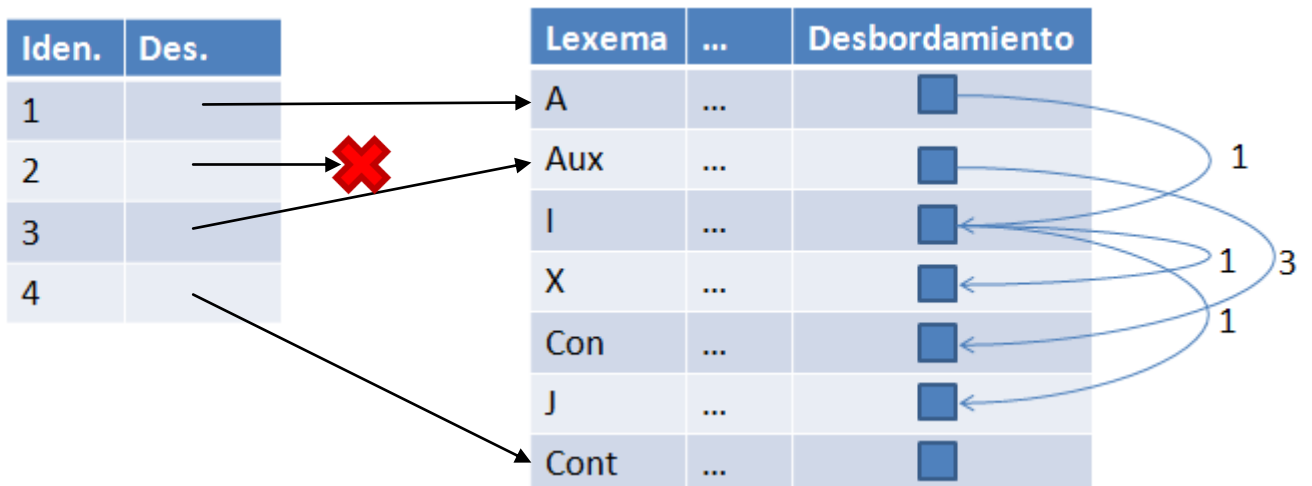 Iden. Des.
1
2
3
4
Lexema ... Desbordamiento
A ...
Aux ...
I ...
X ...
Con ...
J ...
Cont ...
1
1
3
1